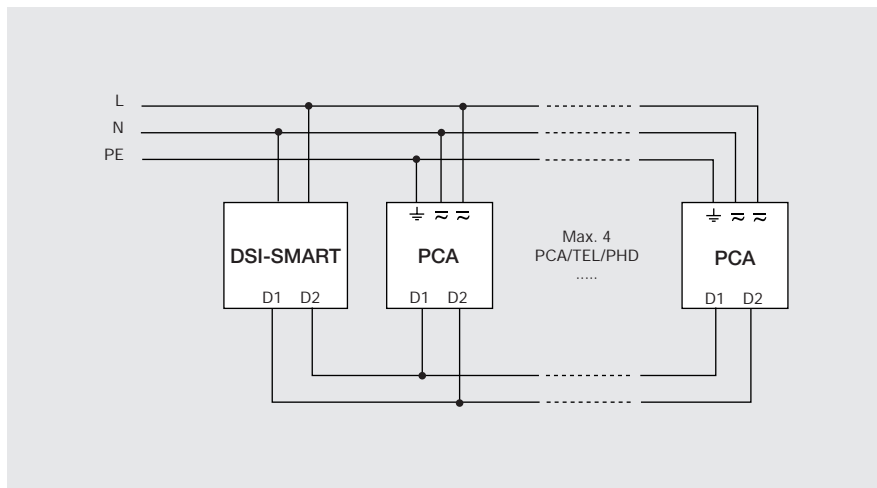 L
N
PE
DSI-SMART
D1 D2
PCA
D1 D2
Max. 4
PCA/TEL/PHD
.....
PCA
D1 D2